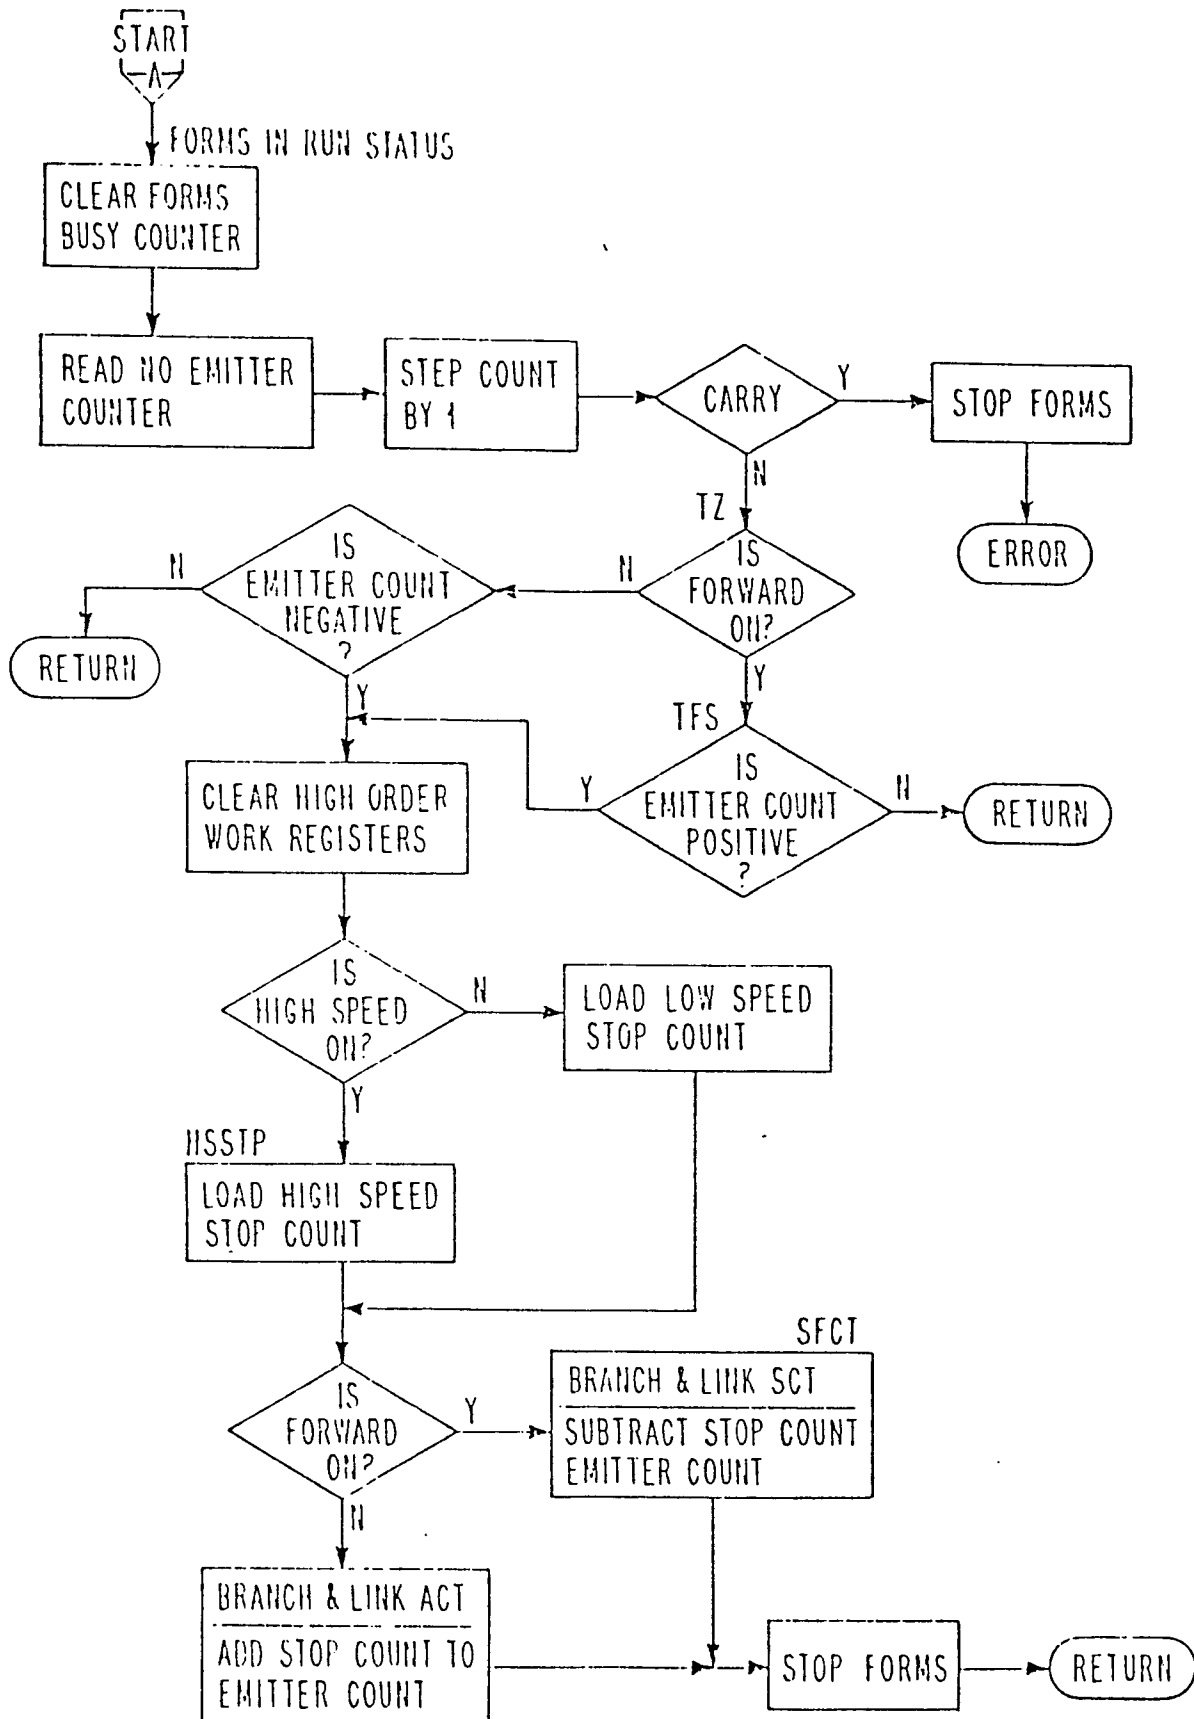 START
A
FORMS IN RUN STATUS
CLEAR FORMS
BUSY COUNTER
READ NO EMITTER
COUNTER
STEP COUNT
BY 1
CARRY
Y
STOP FORMS
N
ERROR
TZ
IS
FORWARD
ON?
N
IS
EMITTER COUNT
NEGATIVE
?
N
RETURN
Y
Y
TFS
IS
EMITTER COUNT
POSITIVE
?
N
RETURN
Y
CLEAR HIGH ORDER
WORK REGISTERS
IS
HIGH SPEED
ON?
N
LOAD LOW SPEED
STOP COUNT
Y
HSSTP
LOAD HIGH SPEED
STOP COUNT
IS
FORWARD
ON?
Y
SFCT
BRANCH & LINK SCT
SUBTRACT STOP COUNT
EMITTER COUNT
N
BRANCH & LINK ACT
ADD STOP COUNT TO
EMITTER COUNT
STOP FORMS
RETURN